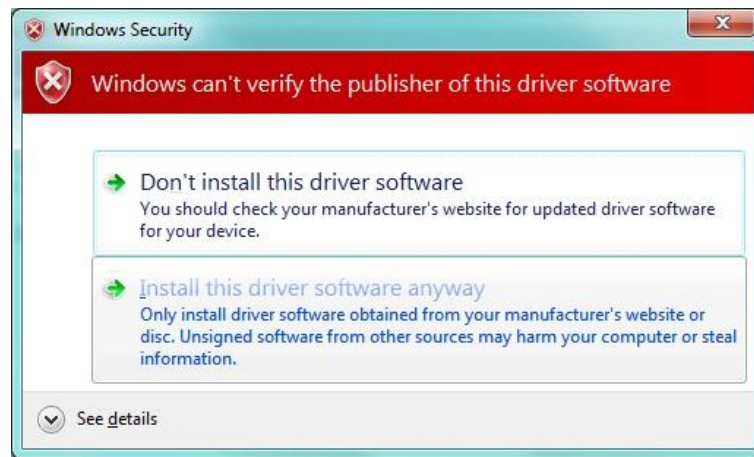 Windows Security
Windows can't verify the publisher of this driver software
Don't install this driver software
You should check your manufacturer's website for updated driver software
for your device.
Install this driver software anyway
Only install driver software obtained from your manufacturer's website or
disc. Unsigned software from other sources may harm your computer or steal
information.
See details